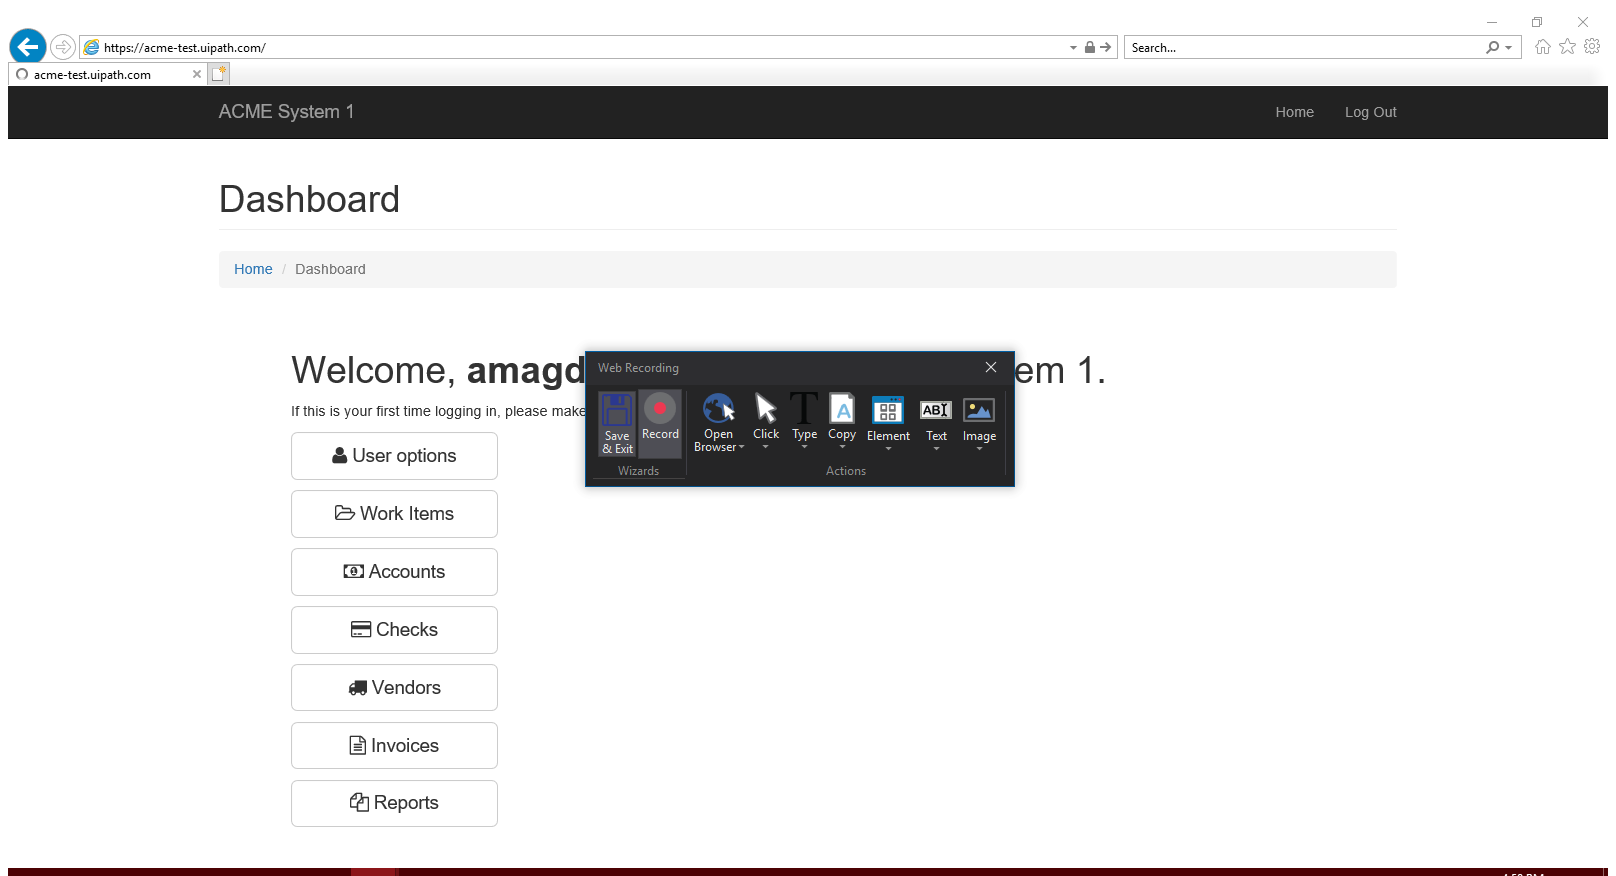 https://acme-test.uipath.com/
Search...
acme-test.uipath.com
ACME System 1
Home
Log Out
Dashboard
Home / Dashboard
Welcome, amagd
em 1.
If this is your first time logging in, please make
User options
Work Items
Accounts
Checks
Vendors
Invoices
Reports
Web Recording
Save & Exit
Record
Open Browser
Click
Type
Copy
Element
Text
Image
Wizards
Actions